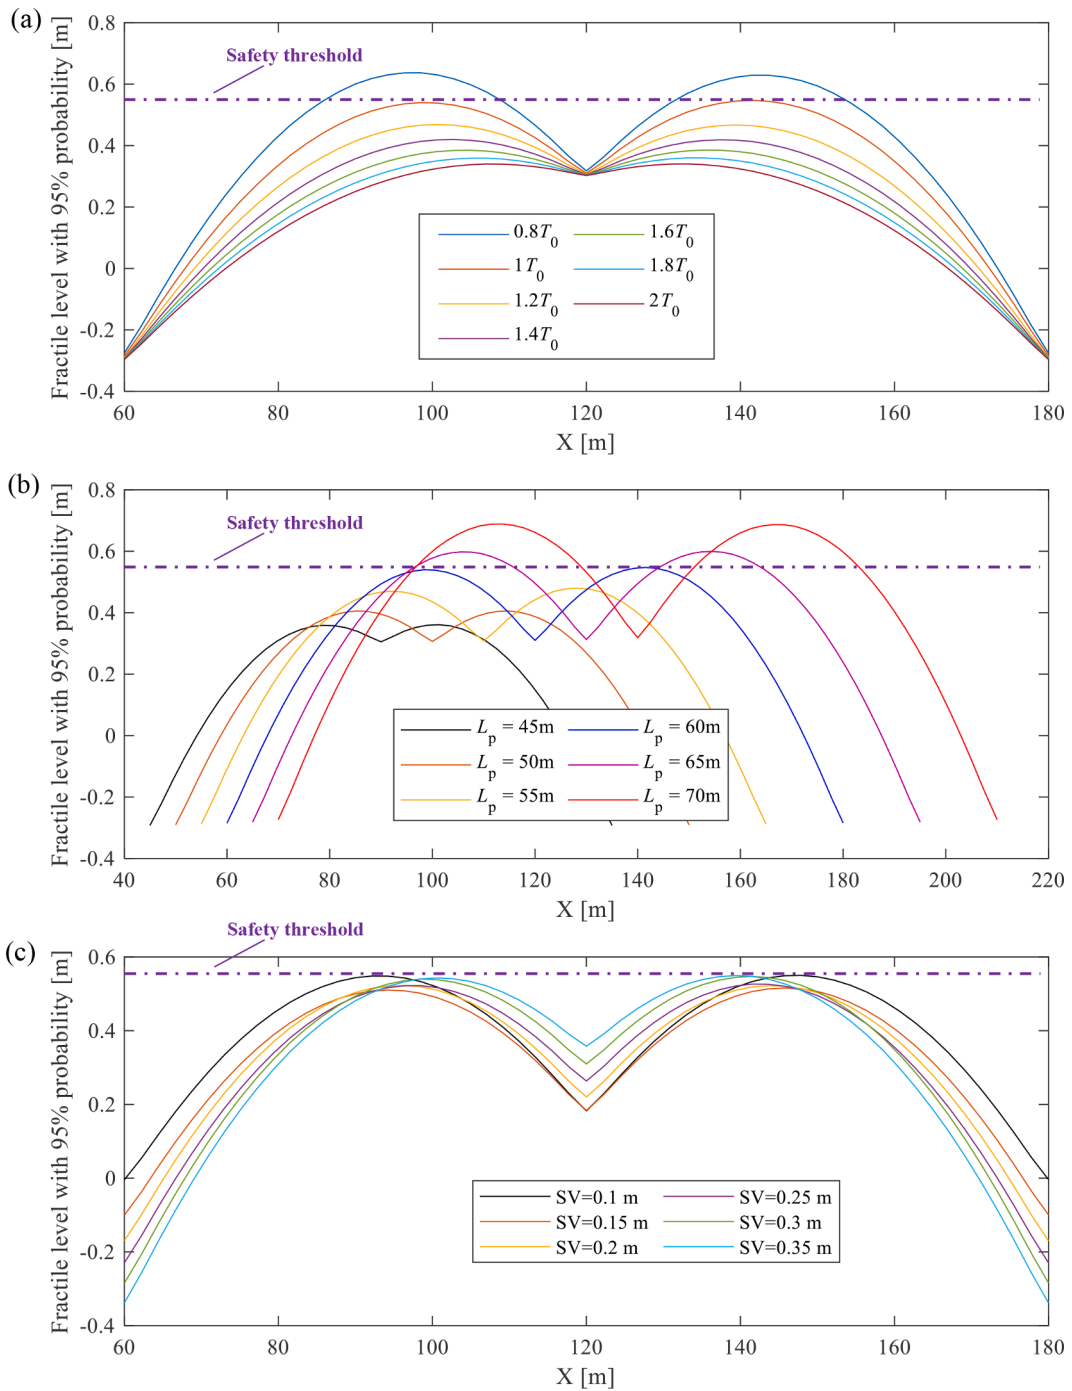 (a)
Fractile level with 95% probability [m]
0.8
0.6
0.4
0.2
0
-0.2
-0.4
Safety threshold
0.8T0 1.6T0
1T0 1.8T0
1.2T0 2T0
1.4T0
60 80 100 120 140 160 180
X [m]
(b)
Fractile level with 95% probability [m]
0.8
0.6
0.4
0.2
0
-0.2
-0.4
Safety threshold
Lp = 45m Lp = 60m
Lp = 50m Lp = 65m
Lp = 55m Lp = 70m
40 60 80 100 120 140 160 180 200 220
X [m]
(c)
Safety threshold
Fractile level with 95% probability [m]
0.6
0.4
0.2
0
-0.2
-0.4
SV=0.1 m SV=0.25 m
SV=0.15 m SV=0.3 m
SV=0.2 m SV=0.35 m
60 80 100 120 140 160 180
X [m]